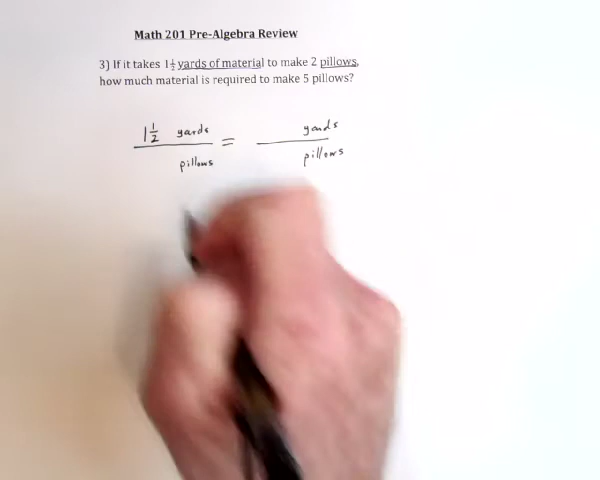 Math 201 Pre-Algebra Review
3) If it takes 1½ yards of material to make 2 pillows,
how much material is required to make 5 pillows?
1½ yards = yards
pillows pillows